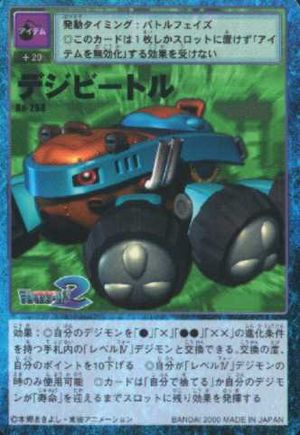 アイテム
+20
発動タイミング:バトルフェイズ
◎このカードは1枚しかスロットに置けず「アイ
テムを無効化」する効果を受けない
デジビートル
2
効果:◎自分のデジモンを「●」「×」「●●」「××」の進化条件
を持つ手札内の「レベルⅣ」デジモンと交換できる。交換の度、
自分のポイントを10下げる ◎自分が「レベルⅣ」デジモン
の時のみ使用可能 ◎カードは「自分で捨てる」か自分のデジ
モンが「寿命」を迎えるまでスロットに残り効果を発揮する
©本郷あきよし・東映アニメーション
BANDAI 2000 MADE IN JAPAN